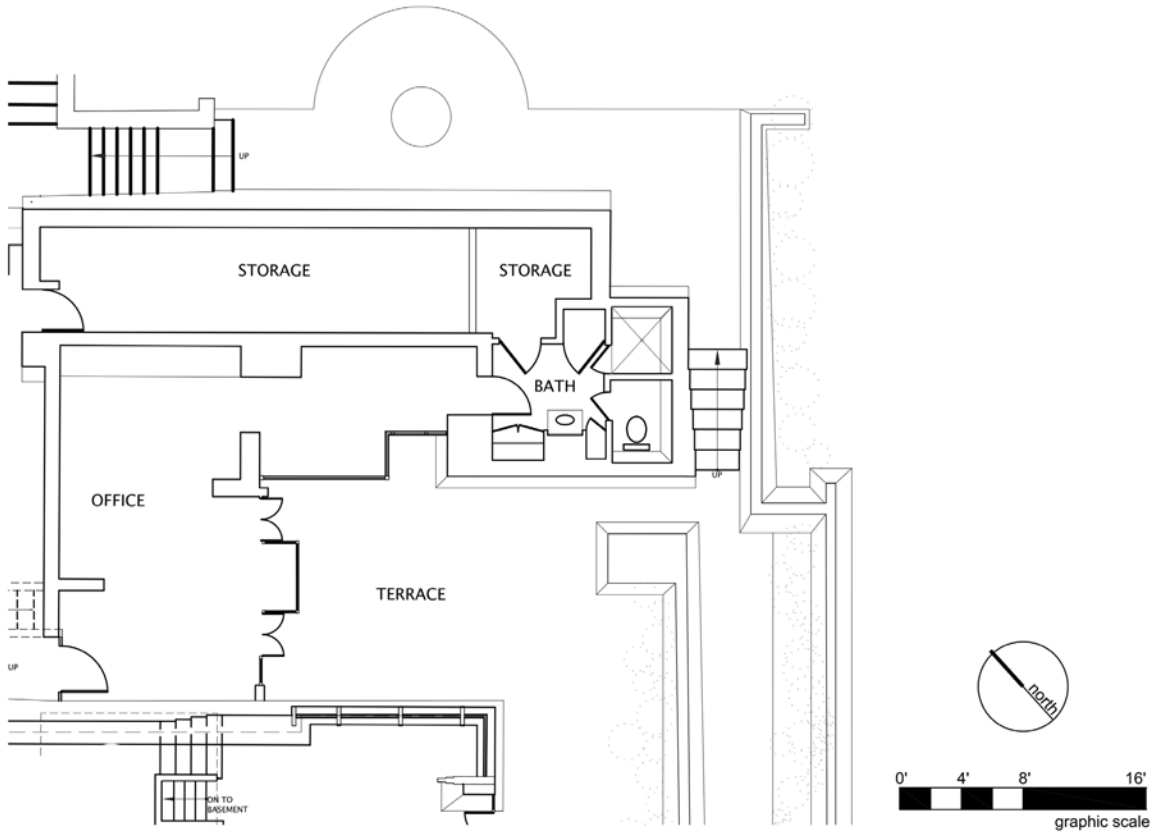 UP
STORAGE
STORAGE
BATH
UP
OFFICE
TERRACE
UP
north
ON TO
BASEMENT
0' 4' 8' 16'
graphic scale